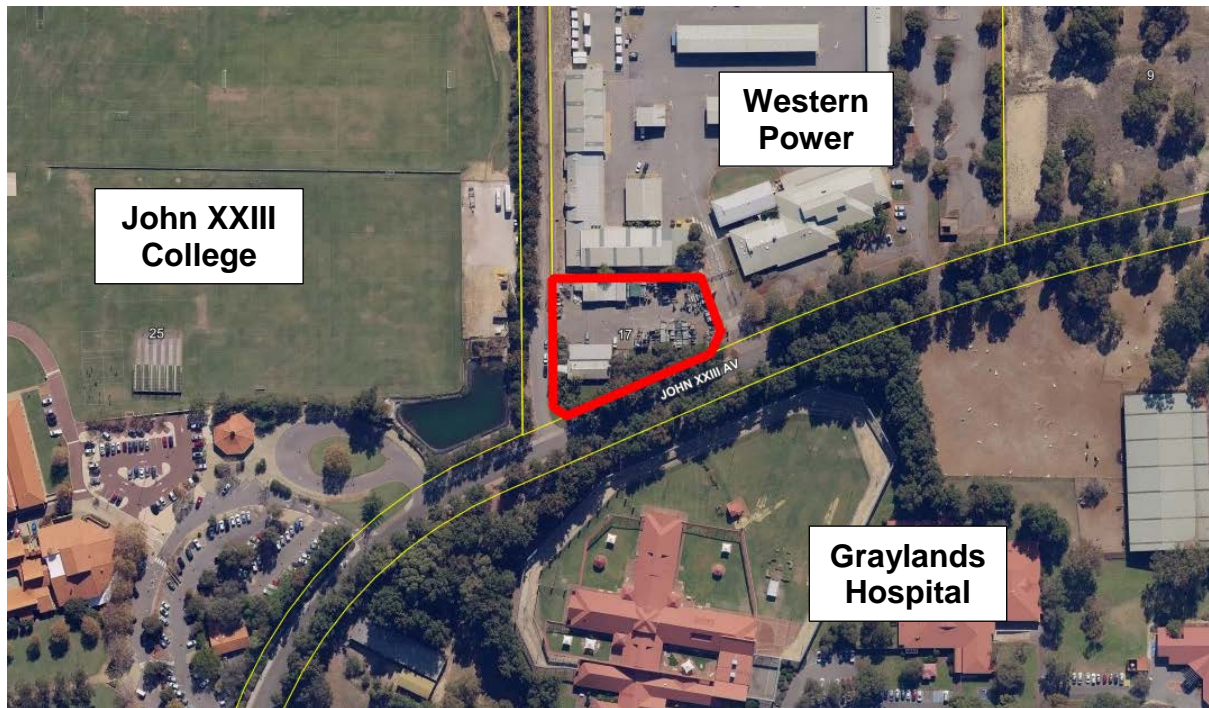 Western
Power
9
John XXIII
College
25
17
JOHN XXIII AV
Graylands
Hospital